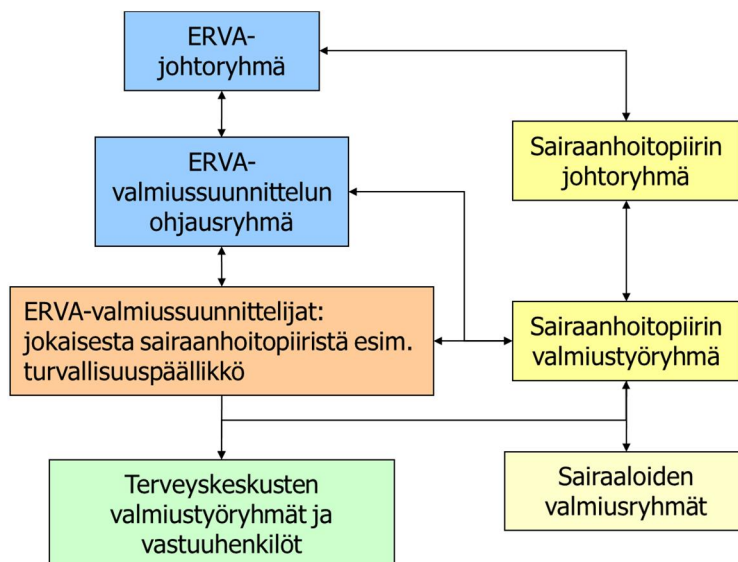 ERVA-
johtoryhmä
ERVA-
valmiussuunnittelun
ohjausryhmä
ERVA-valmiussuunnittelijat:
jokaisesta sairaanhoitopiiristä esim.
turvallisuuspäällikkö
Terveyskeskusten
valmiustyöryhmät ja
vastuuhenkilöt
Sairaanhoitopiirin
johtoryhmä
Sairaanhoitopiirin
valmiustyöryhmä
Sairaaloiden
valmiusryhmät